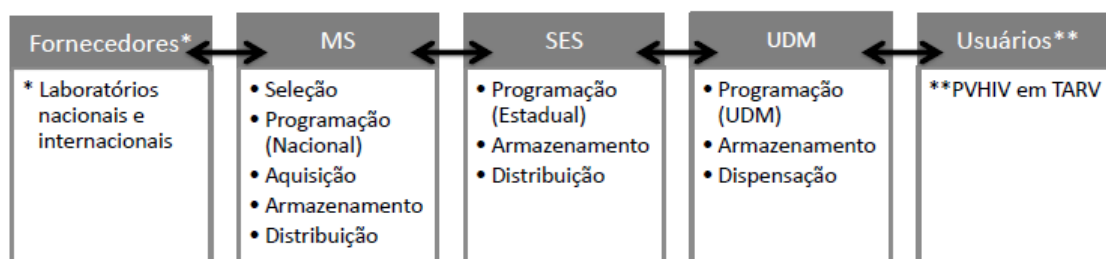 Fornecedores*
* Laboratórios
nacionais e
internacionais
MS
• Seleção
• Programação
(Nacional)
• Aquisição
• Armazenamento
• Distribuição
SES
• Programação
(Estadual)
• Armazenamento
• Distribuição
UDM
• Programação
(UDM)
• Armazenamento
• Dispensação
Usuários**
**PVHIV em TARV